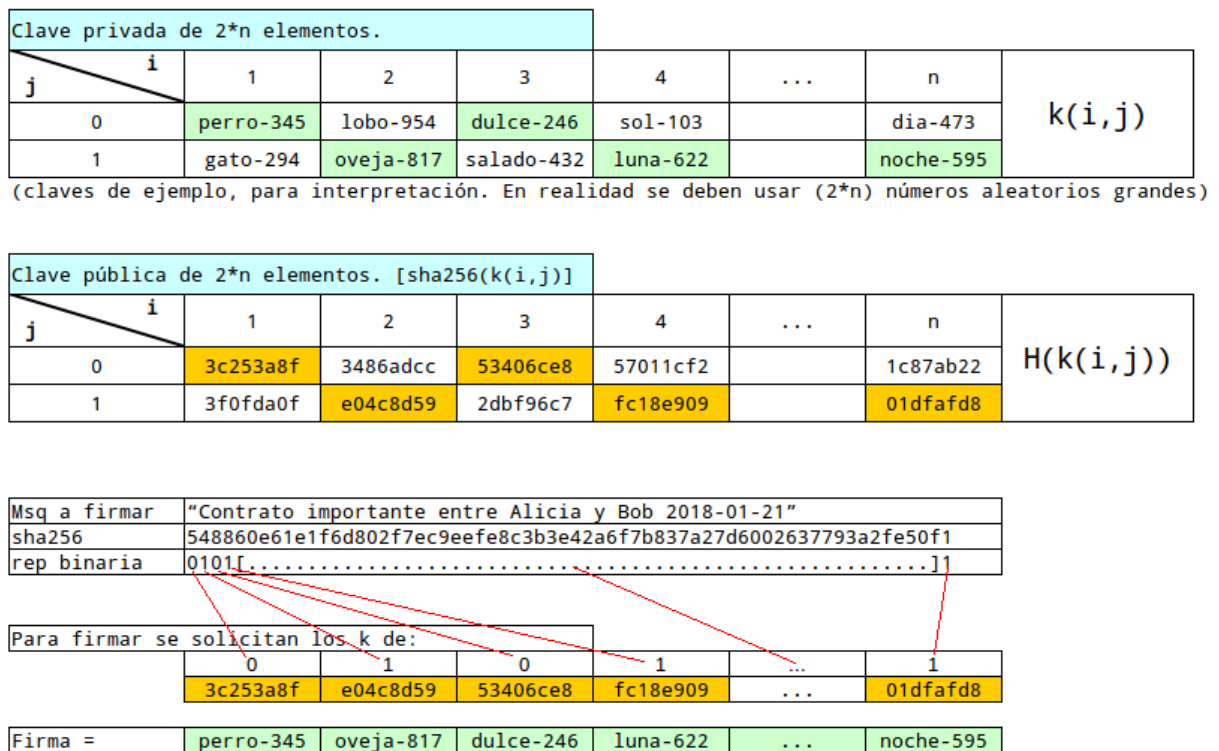 Clave privada de 2*n elementos.
i
j
1 2 3 4 ... n
k(i,j)
0 perro-345 lobo-954 dulce-246 sol-103 dia-473
1 gato-294 oveja-817 salado-432 luna-622 noche-595
(claves de ejemplo, para interpretación. En realidad se deben usar (2*n) números aleatorios grandes)
Clave pública de 2*n elementos. [sha256(k(i,j)]
i
j
1 2 3 4 ... n
H(k(i,j))
0 3c253a8f 3486adcc 53406ce8 57011cf2 1c87ab22
1 3f0fda0f e04c8d59 2dbf96c7 fc18e909 01dfafd8
Msq a firmar “Contrato importante entre Alicia y Bob 2018-01-21”
sha256 548860e61e1f6d802f7ec9eefe8c3b3e42a6f7b837a27d6002637793a2fe50f1
rep binaria 0101[.........................................................]1
Para firmar se solicitan los k de:
0 1 0 1 ... 1
3c253a8f e04c8d59 53406ce8 fc18e909 ... 01dfafd8
Firma = perro-345 oveja-817 dulce-246 luna-622 ... noche-595